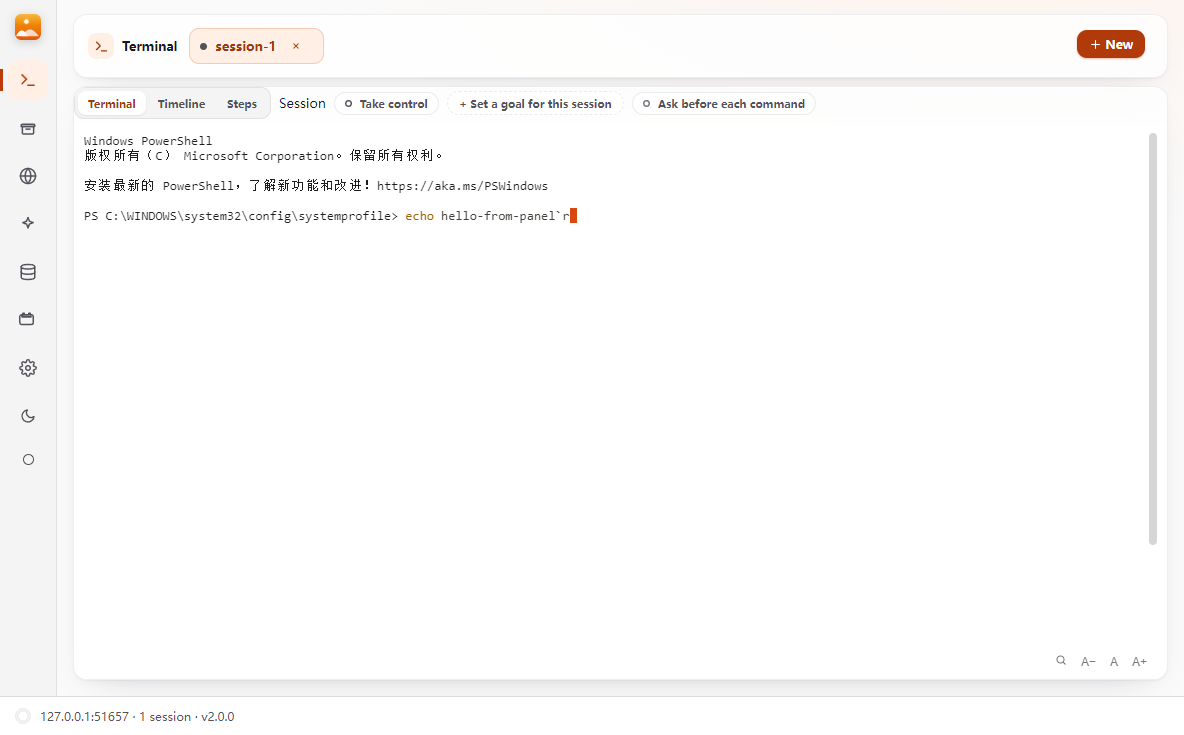 Terminal
session-1 ×
+ New
Terminal Timeline Steps Session Take control + Set a goal for this session Ask before each command
Windows PowerShell
版权所有（C） Microsoft Corporation。保留所有权利。
安装最新的 PowerShell，了解新功能和改进！https://aka.ms/PSWindows
PS C:\WINDOWS\system32\config\systemprofile> echo hello-from-panel`r
A− A A+
127.0.0.1:51657 · 1 session · v2.0.0